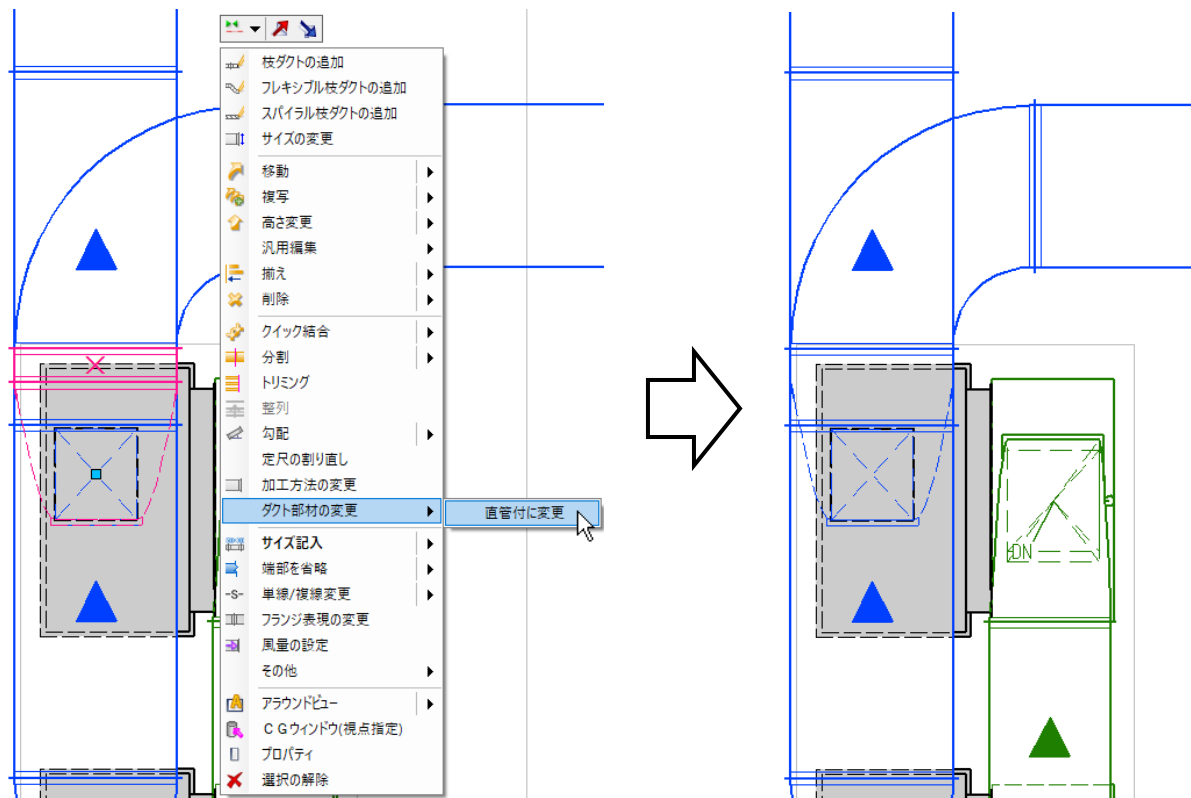 枝ダクトの追加
フレキシブル枝ダクトの追加
スパイラル枝ダクトの追加
サイズの変更
移動
複写
高さ変更
汎用編集
揃え
削除
クイック結合
分割
トリミング
整列
勾配
定尺の割り直し
加工方法の変更
ダクト部材の変更
直管付に変更
サイズ記入
端部を省略
-S- 単線/複線変更
フランジ表現の変更
風量の設定
その他
アラウンドビュー
ＣＧウィンドウ(視点指定)
プロパティ
選択の解除
DN